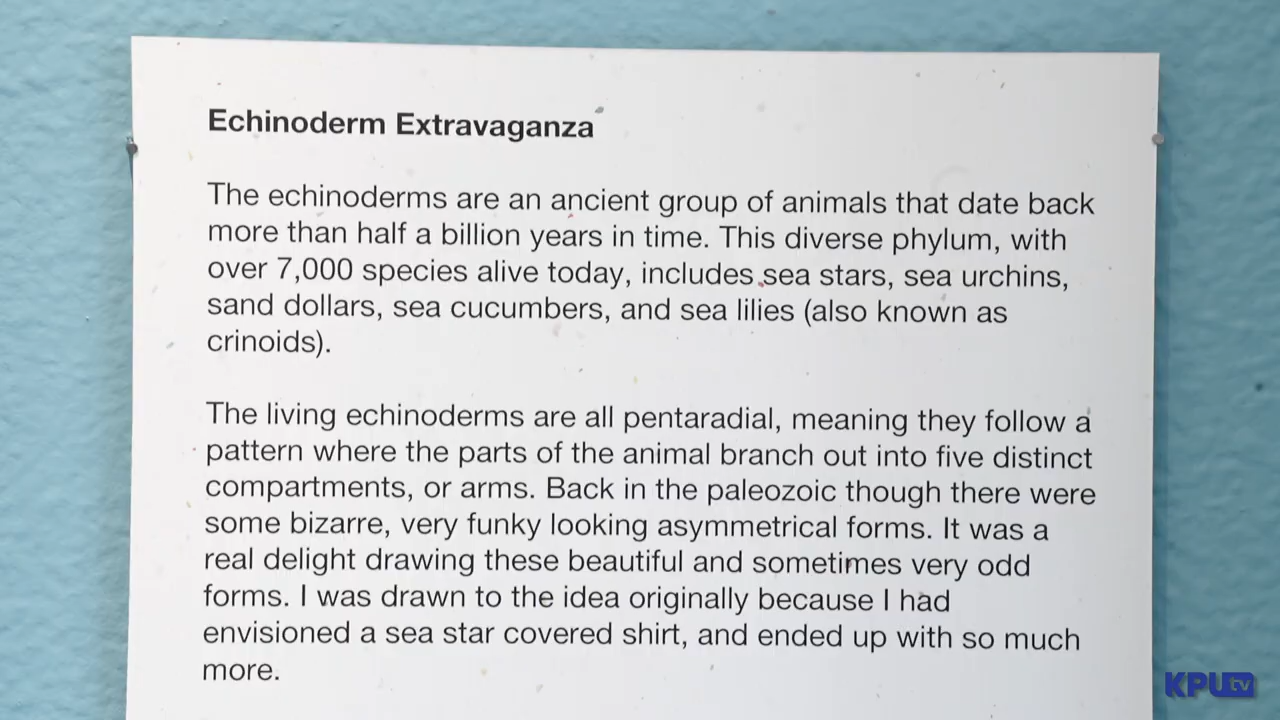 Echinoderm Extravaganza
The echinoderms are an ancient group of animals that date back
more than half a billion years in time. This diverse phylum, with
over 7,000 species alive today, includes sea stars, sea urchins,
sand dollars, sea cucumbers, and sea lilies (also known as
crinoids).
The living echinoderms are all pentaradial, meaning they follow a
pattern where the parts of the animal branch out into five distinct
compartments, or arms. Back in the paleozoic though there were
some bizarre, very funky looking asymmetrical forms. It was a
real delight drawing these beautiful and sometimes very odd
forms. I was drawn to the idea originally because I had
envisioned a sea star covered shirt, and ended up with so much
more.
KPU tv